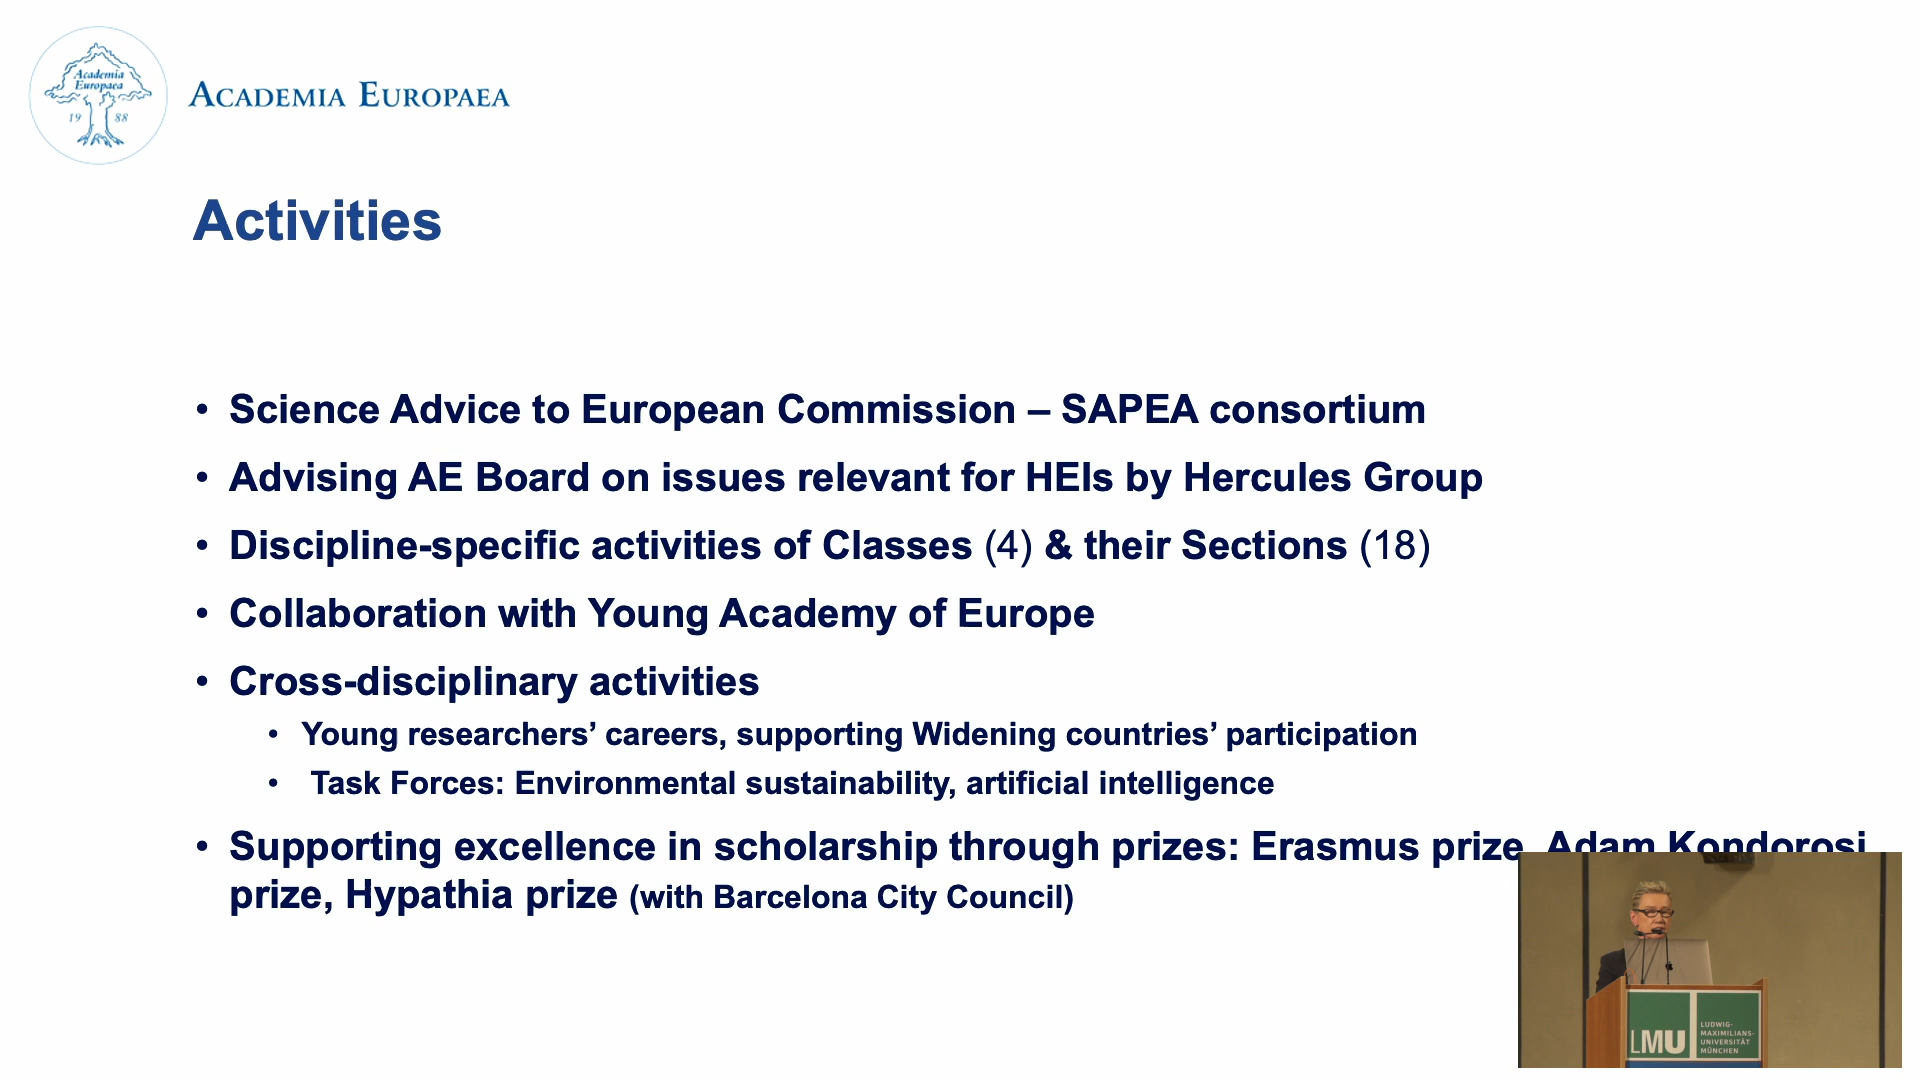 Academia
Europaea
19 88
ACADEMIA EUROPAEA
Activities
• Science Advice to European Commission – SAPEA consortium
• Advising AE Board on issues relevant for HEIs by Hercules Group
• Discipline-specific activities of Classes (4) & their Sections (18)
• Collaboration with Young Academy of Europe
• Cross-disciplinary activities
• Young researchers’ careers, supporting Widening countries’ participation
• Task Forces: Environmental sustainability, artificial intelligence
• Supporting excellence in scholarship through prizes: Erasmus prize, Adam Kondorosi
prize, Hypathia prize (with Barcelona City Council)
LMU
LUDWIG-
MAXIMILIANS-
UNIVERSITÄT
MÜNCHEN